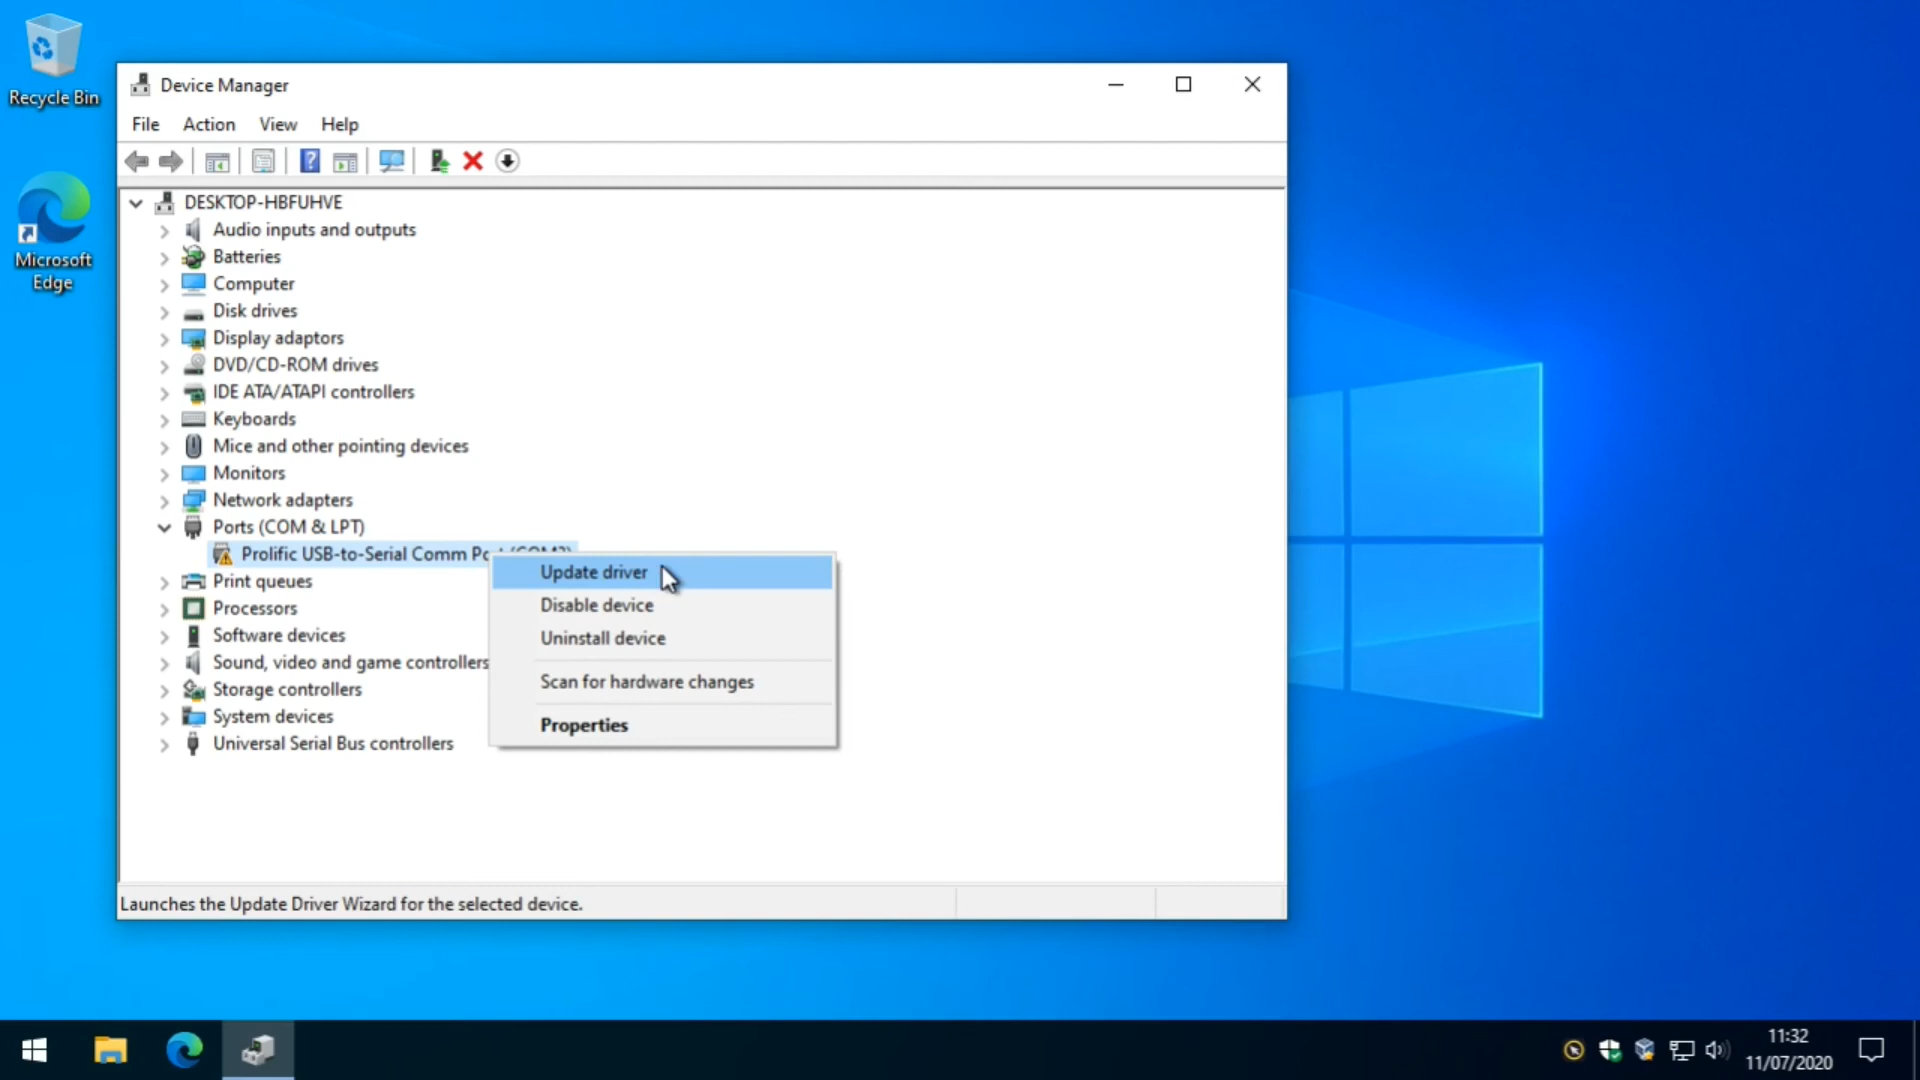 Recycle Bin
Microsoft
Edge
Device Manager
File Action View Help
DESKTOP-HBFUHVE
Audio inputs and outputs
Batteries
Computer
Disk drives
Display adaptors
DVD/CD-ROM drives
IDE ATA/ATAPI controllers
Keyboards
Mice and other pointing devices
Monitors
Network adapters
Ports (COM & LPT)
Prolific USB-to-Serial Comm
Update driver
Disable device
Uninstall device
Scan for hardware changes
Properties
Print queues
Processors
Software devices
Sound, video and game controllers
Storage controllers
System devices
Universal Serial Bus controllers
Launches the Update Driver Wizard for the selected device.
11:32
11/07/2020